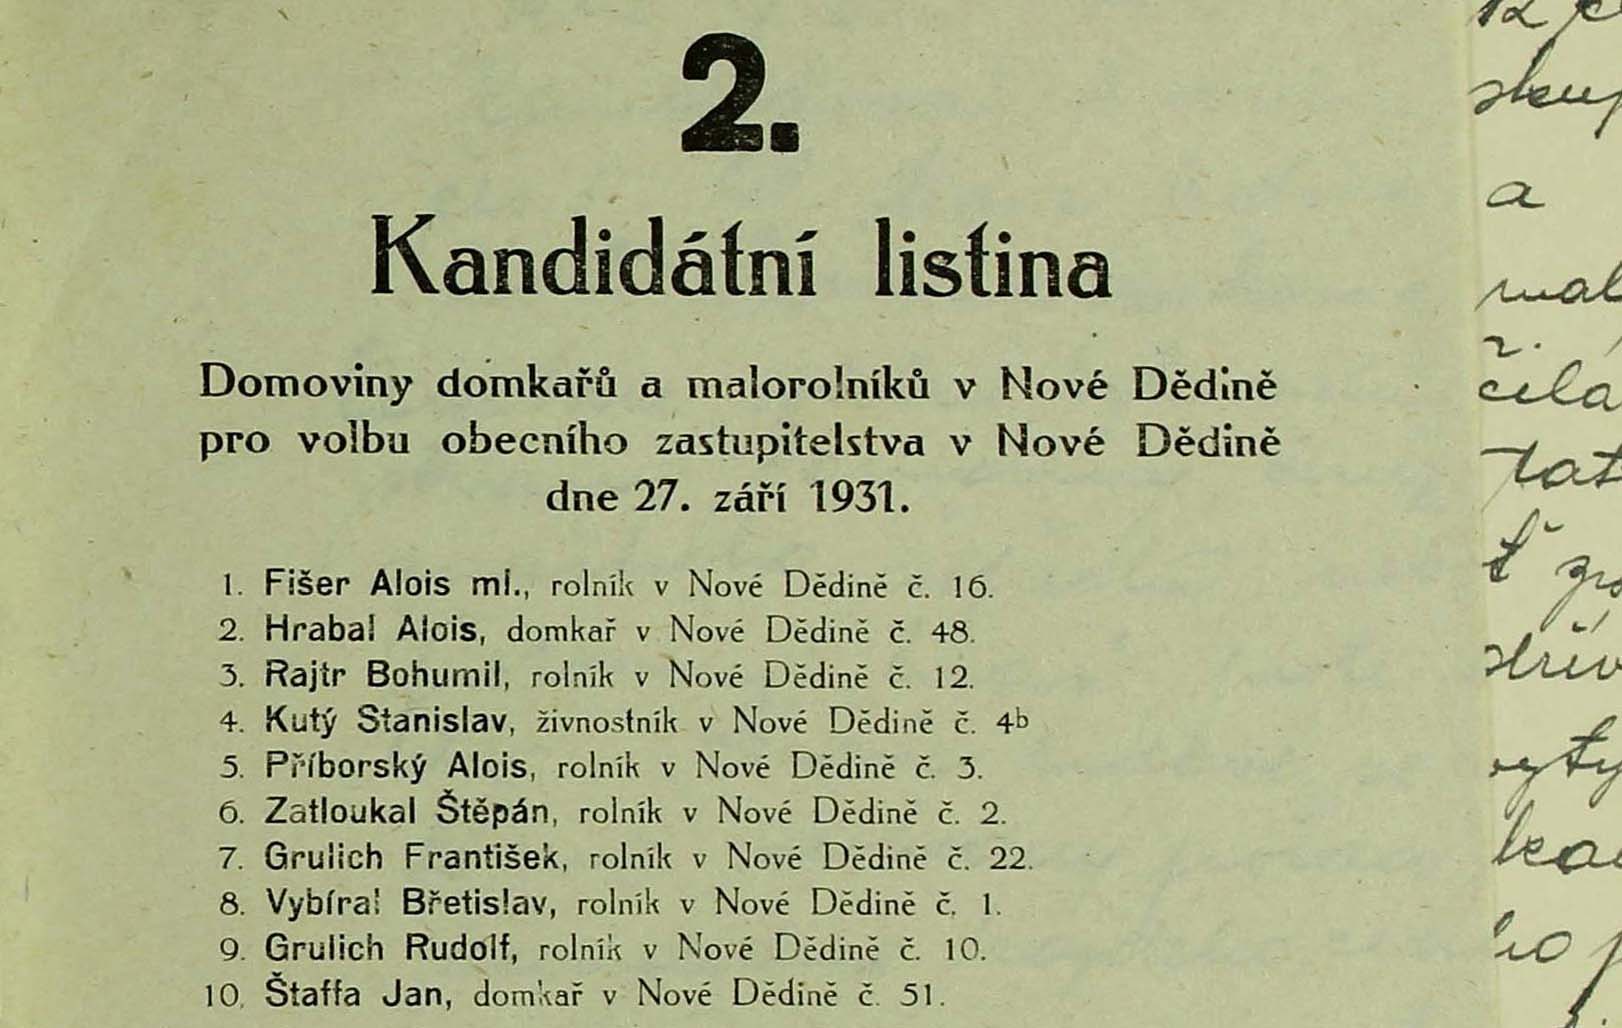 2.
Kandidátní listina
Domoviny domkařů a malorolníků v Nové Dědině
pro volbu obecního zastupitelstva v Nové Dědině
dne 27. září 1931.
1. Fišer Alois ml., rolník v Nové Dědině č. 16.
2. Hrabal Alois, domkař v Nové Dědině č. 48.
3. Rajtr Bohumil, rolník v Nové Dědině č. 12.
4. Kutý Stanislav, živnostník v Nové Dědině č. 4b
5. Příborský Alois, rolník v Nové Dědině č. 3.
6. Zatloukal Štěpán, rolník v Nové Dědině č. 2.
7. Grulich František, rolník v Nové Dědině č. 22.
8. Vybíral Břetislav, rolník v Nové Dědině č. 1.
9. Grulich Rudolf, rolník v Nové Dědině č. 10.
10. Štaffa Jan, domkař v Nové Dědině č. 51.
a